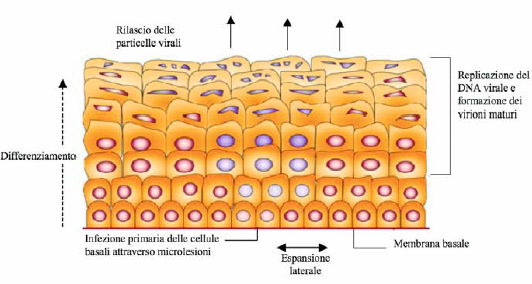 Rilascio delle
particelle virali
Replicazione del
DNA virale e
formazione dei
virioni maturi
Differenziamento
Infezione primaria delle cellule
basali attraverso microlesioni
Espansione
laterale
Membrana basale